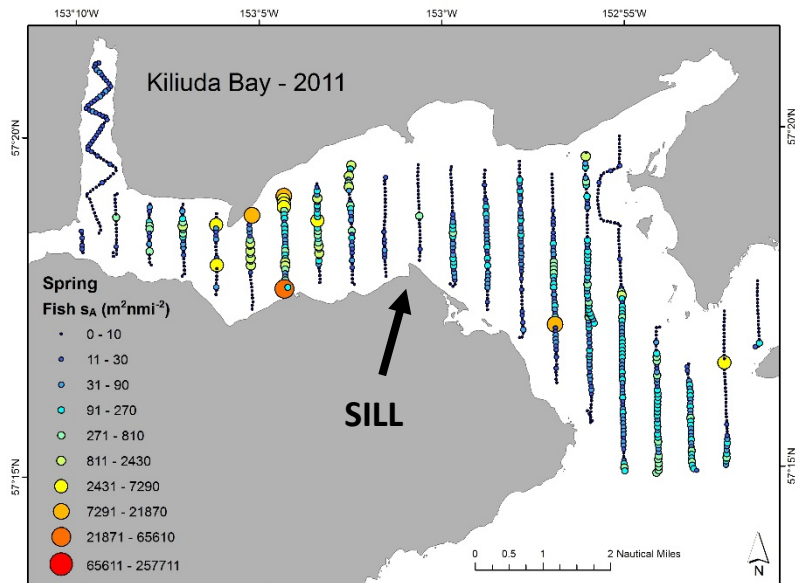 153°10'W 153°5'W 153°W 152°55'W
Kiliuda Bay - 2011
57°20'N 57°20'N
SILL
Spring
Fish sA (m²nmi-²)
0 - 10
11 - 30
31 - 90
91 - 270
271 - 810
811 - 2430
2431 - 7290
7291 - 21870
21871 - 65610
65611 - 257711
57°15'N 57°15'N
0 0.5 1 2 Nautical Miles
N